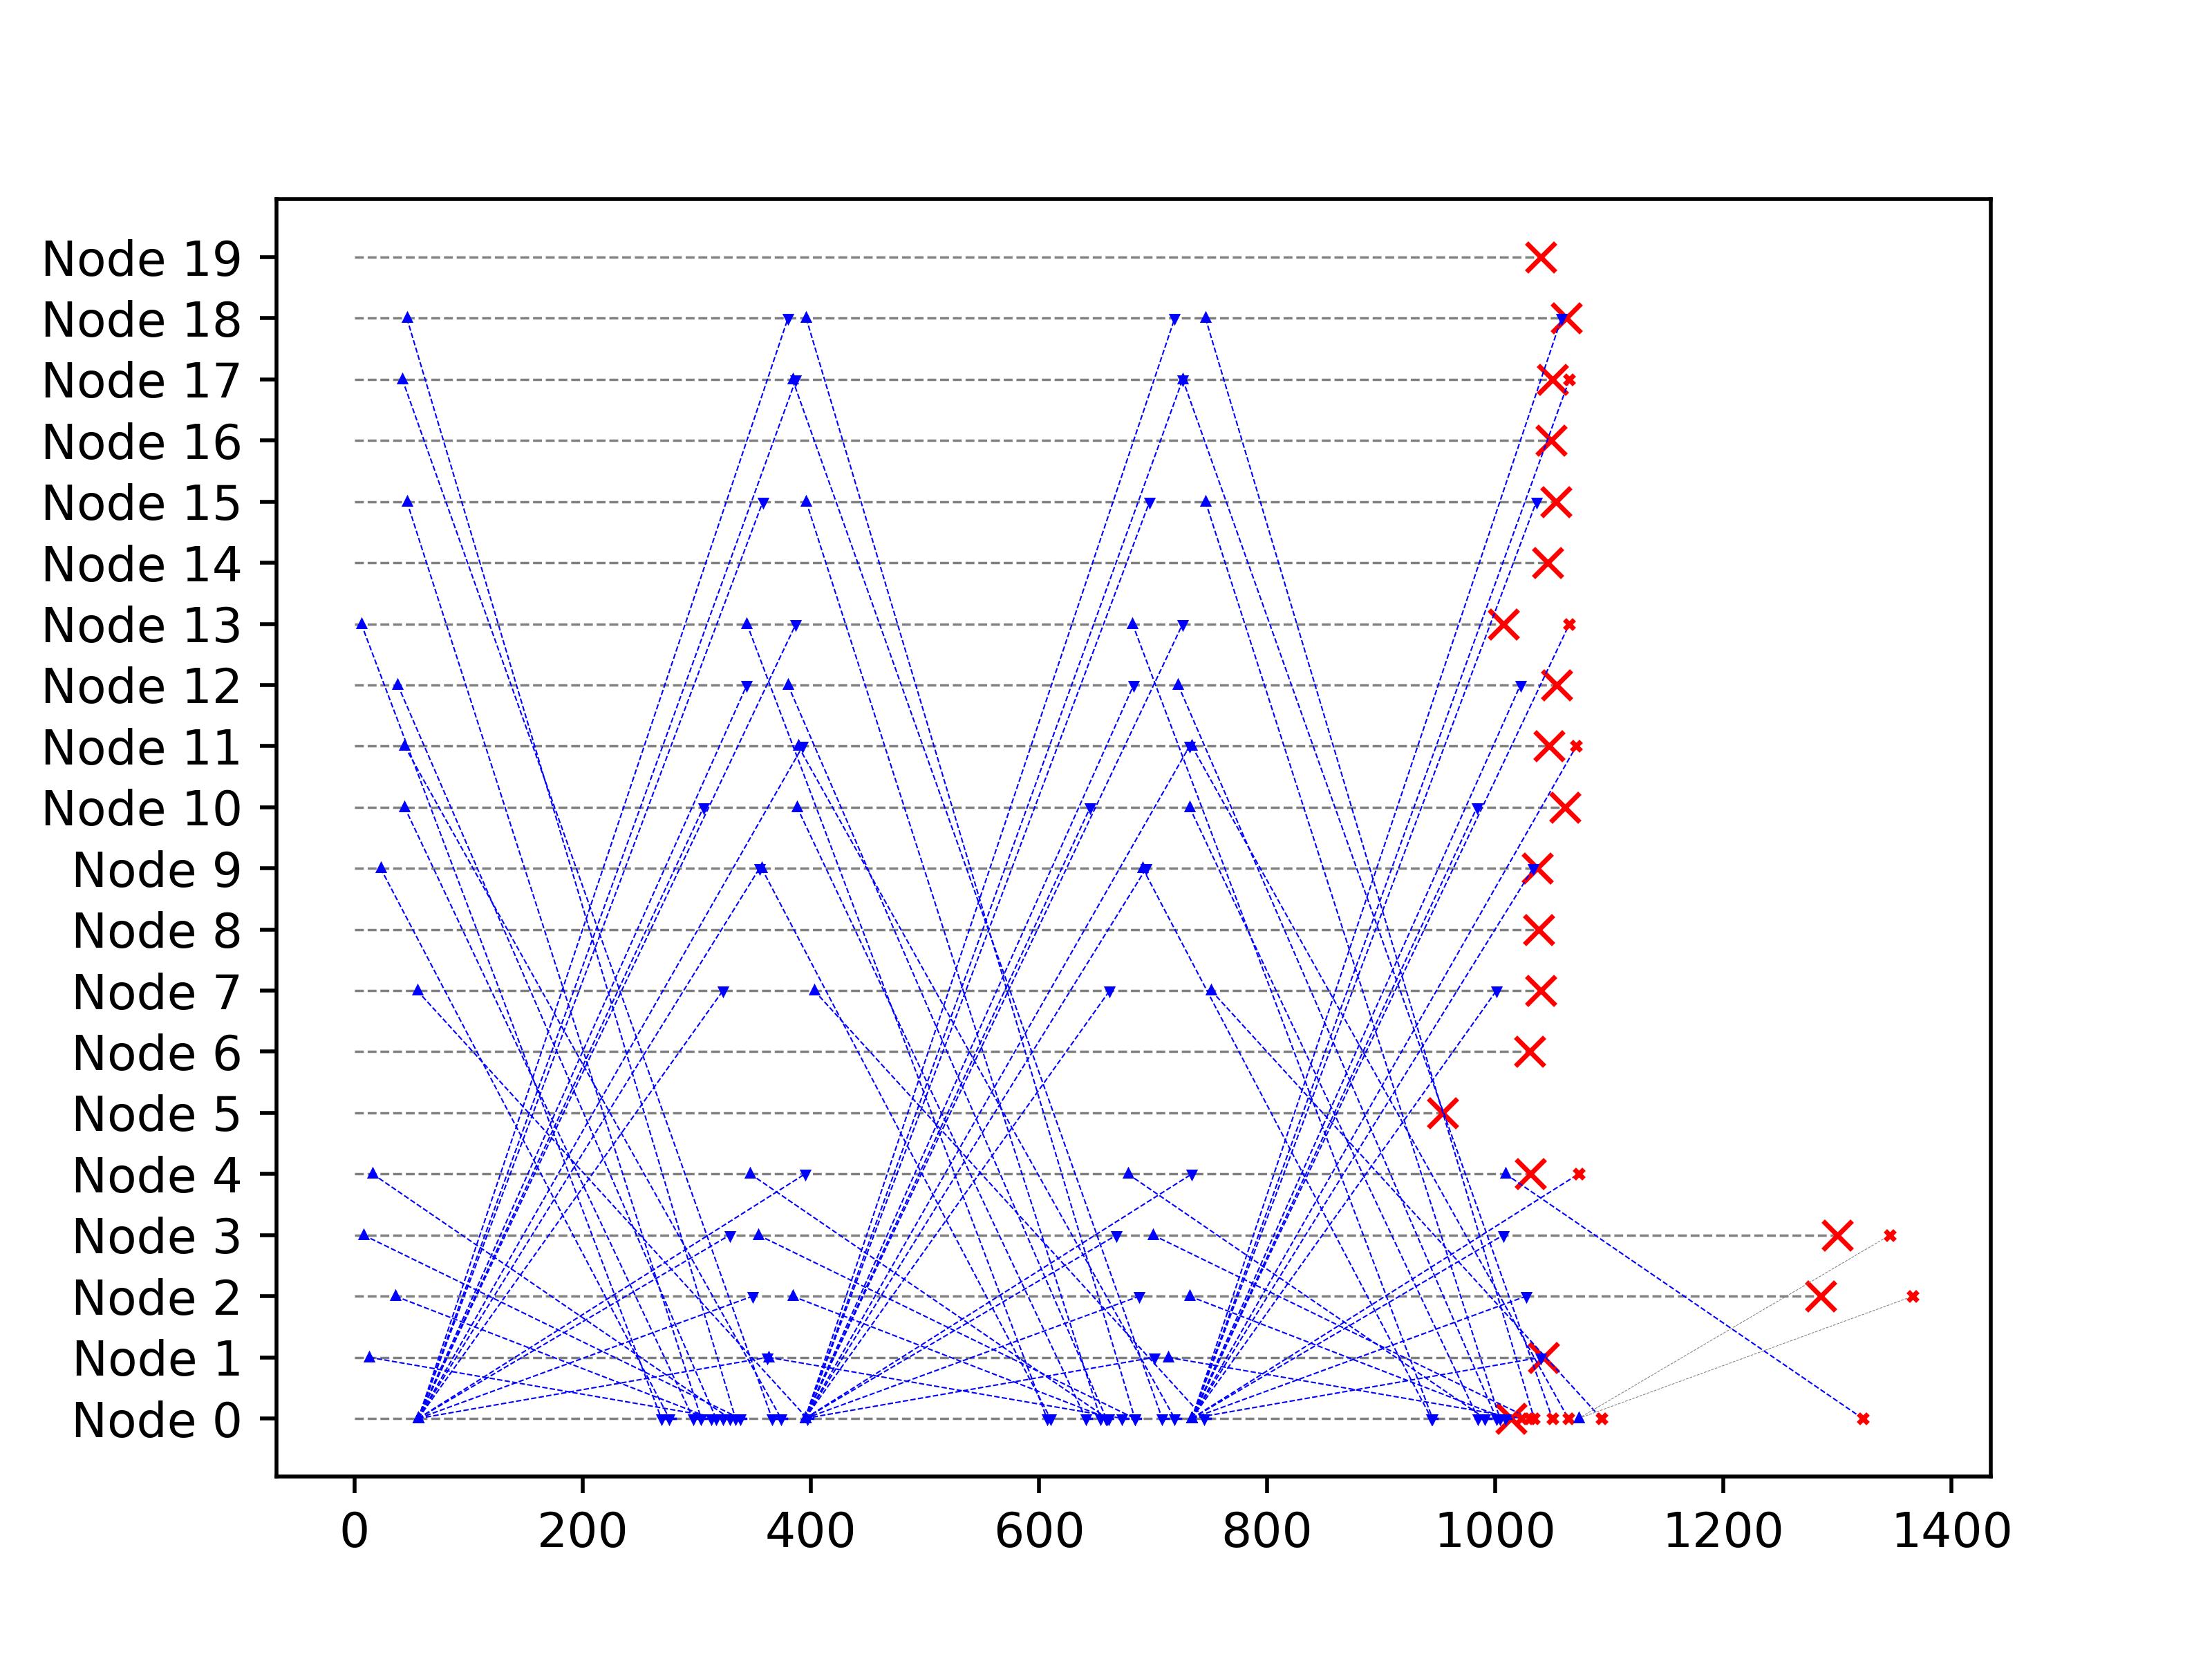 Node 19
Node 18
Node 17
Node 16
Node 15
Node 14
Node 13
Node 12
Node 11
Node 10
Node 9
Node 8
Node 7
Node 6
Node 5
Node 4
Node 3
Node 2
Node 1
Node 0
0 200 400 600 800 1000 1200 1400